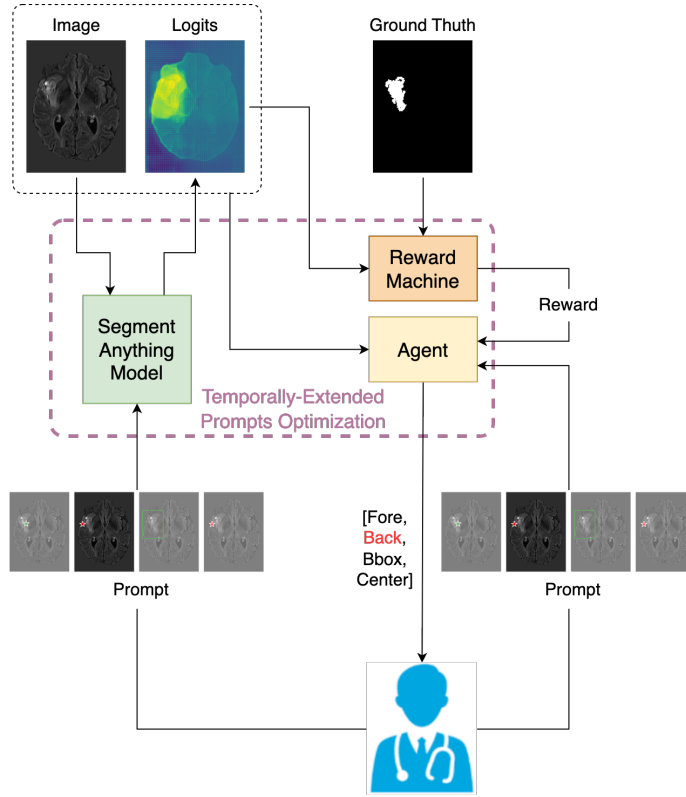 Image
Logits
Ground Thuth
Reward
Machine
Reward
Segment
Anything
Model
Agent
Temporally-Extended
Prompts Optimization
[Fore,
Back,
Bbox,
Center]
Prompt
Prompt